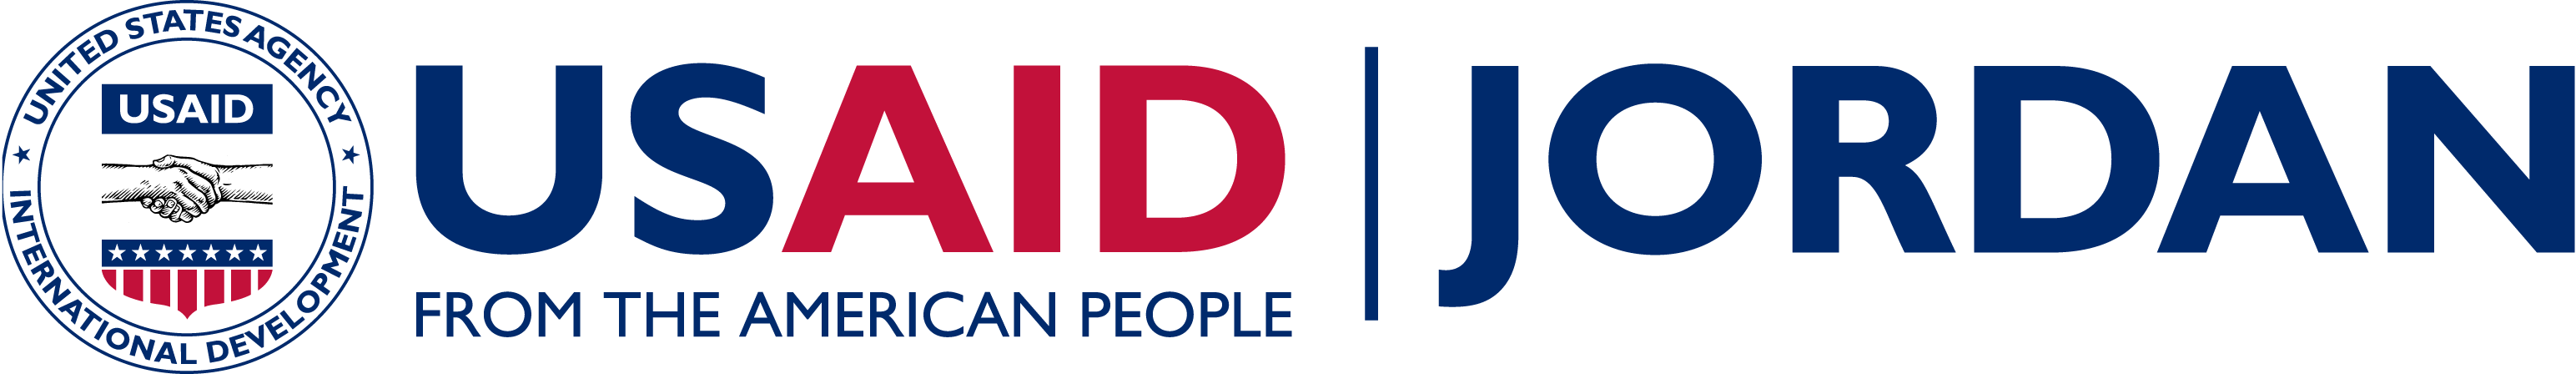 UNITED STATES AGENCY
INTERNATIONAL DEVELOPMENT
USAID
USAID
FROM THE AMERICAN PEOPLE
JORDAN